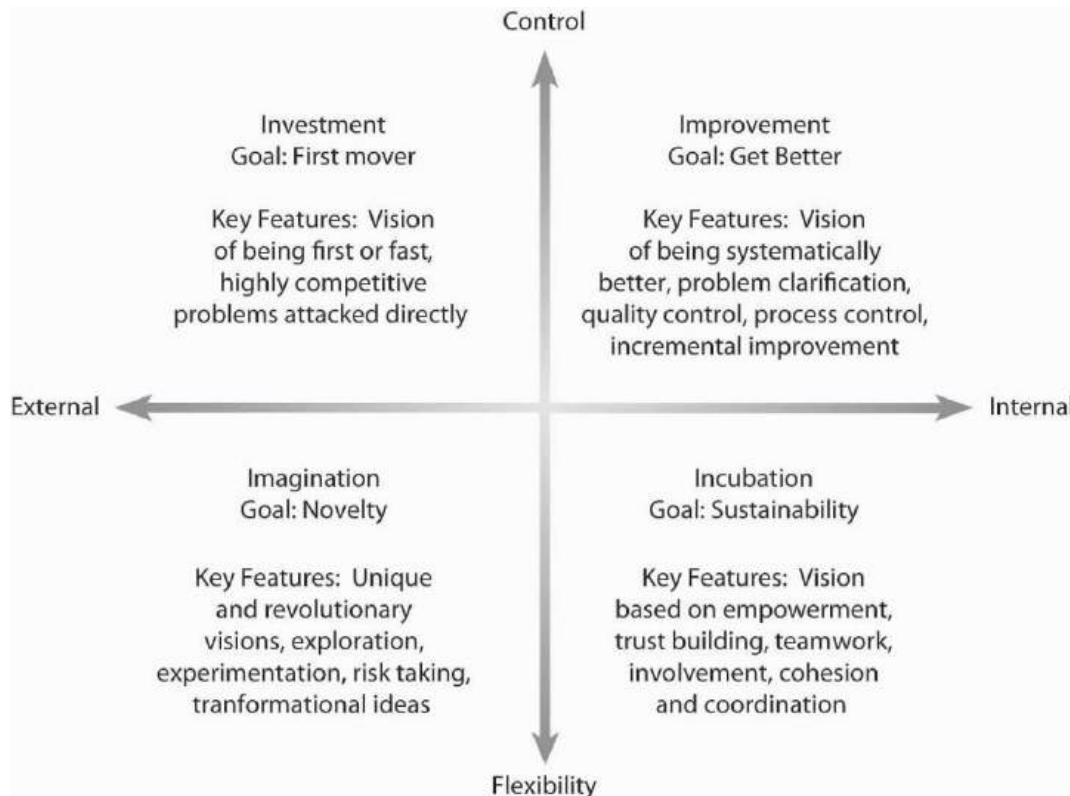 Control
Investment
Goal: First mover
Key Features: Vision
of being first or fast,
highly competitive
problems attacked directly
Improvement
Goal: Get Better
Key Features: Vision
of being systematically
better, problem clarification,
quality control, process control,
incremental improvement
External
Internal
Imagination
Goal: Novelty
Key Features: Unique
and revolutionary
visions, exploration,
experimentation, risk taking,
tranformational ideas
Incubation
Goal: Sustainability
Key Features: Vision
based on empowerment,
trust building, teamwork,
involvement, cohesion
and coordination
Flexibility